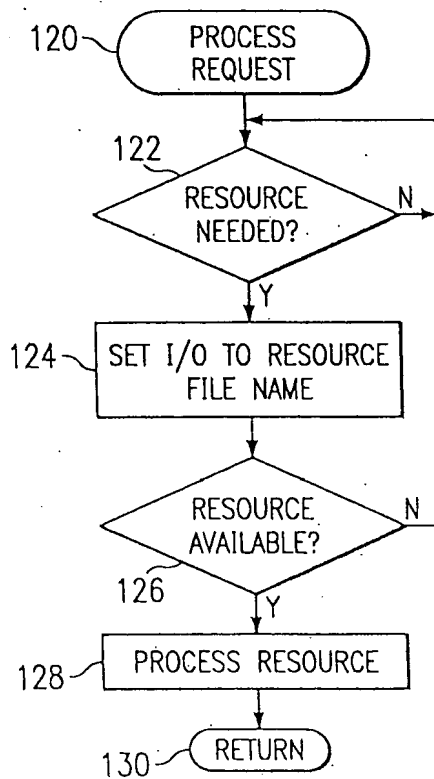 120
PROCESS
REQUEST
122
RESOURCE
NEEDED?
N
Y
124
SET I/O TO RESOURCE
FILE NAME
RESOURCE
AVAILABLE?
N
126
Y
128
PROCESS RESOURCE
130
RETURN